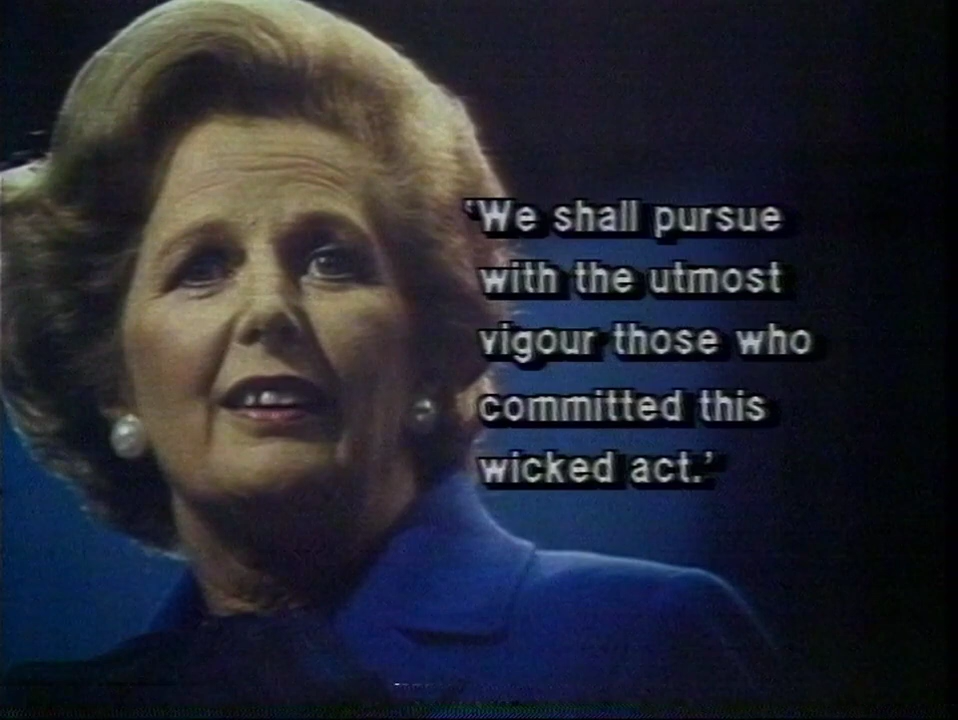 'We shall pursue
with the utmost
vigour those who
committed this
wicked act.'